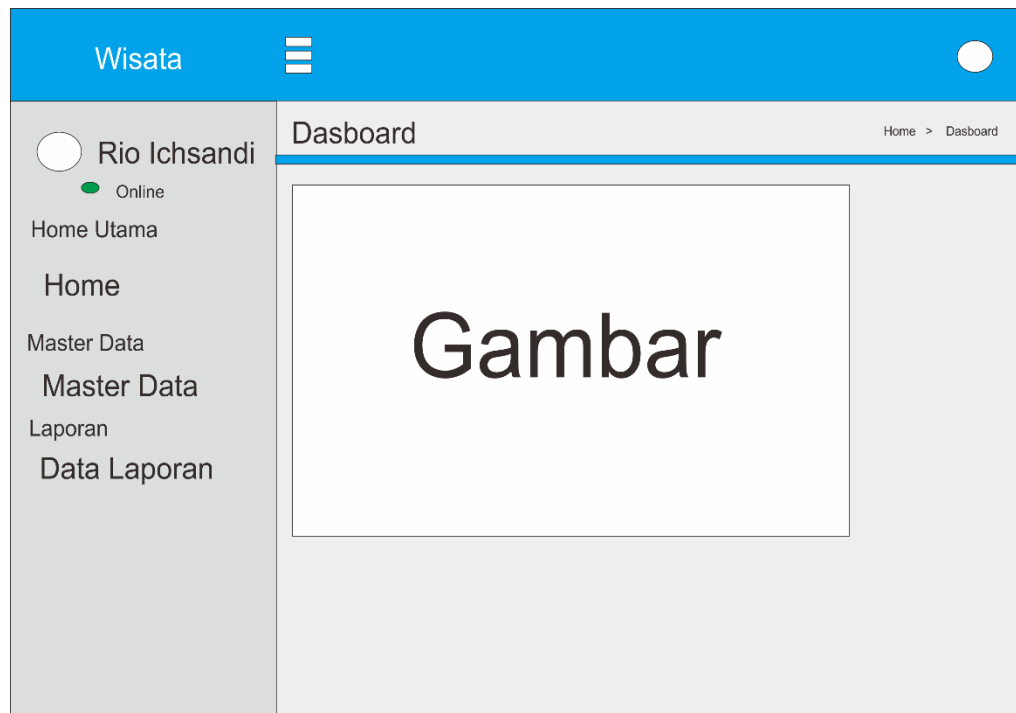 Wisata
Dasboard
Home > Dasboard
Rio Ichsandi
Online
Home Utama
Home
Master Data
Master Data
Laporan
Data Laporan
Gambar